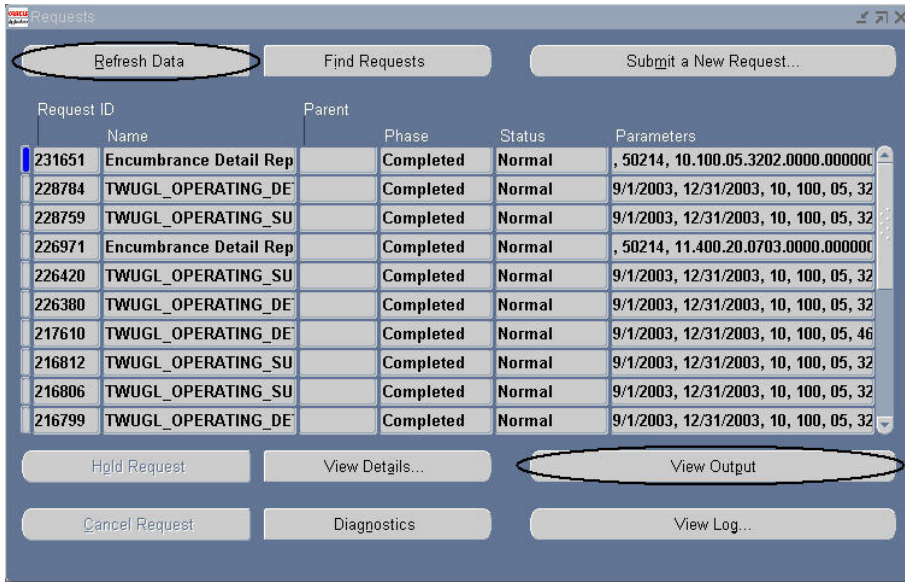 ORACLE
Applications
Requests
Refresh Data
Find Requests
Submit a New Request...
Request ID
Parent
Name Phase Status Parameters
231651 Encumbrance Detail Rep Completed Normal , 50214, 10.100.05.3202.0000.000000
228784 TWUGL_OPERATING_DE Completed Normal 9/1/2003, 12/31/2003, 10, 100, 05, 32
228759 TWUGL_OPERATING_SU Completed Normal 9/1/2003, 12/31/2003, 10, 100, 05, 32
226971 Encumbrance Detail Rep Completed Normal , 50214, 11.400.20.0703.0000.000000
226420 TWUGL_OPERATING_SU Completed Normal 9/1/2003, 12/31/2003, 10, 100, 05, 32
226380 TWUGL_OPERATING_DE Completed Normal 9/1/2003, 12/31/2003, 10, 100, 05, 32
217610 TWUGL_OPERATING_DE Completed Normal 9/1/2003, 12/31/2003, 10, 100, 05, 46
216812 TWUGL_OPERATING_SU Completed Normal 9/1/2003, 12/31/2003, 10, 100, 05, 32
216806 TWUGL_OPERATING_SU Completed Normal 9/1/2003, 12/31/2003, 10, 100, 05, 32
216799 TWUGL_OPERATING_DE Completed Normal 9/1/2003, 12/31/2003, 10, 100, 05, 32
Hold Request
View Details...
View Output
Cancel Request
Diagnostics
View Log...